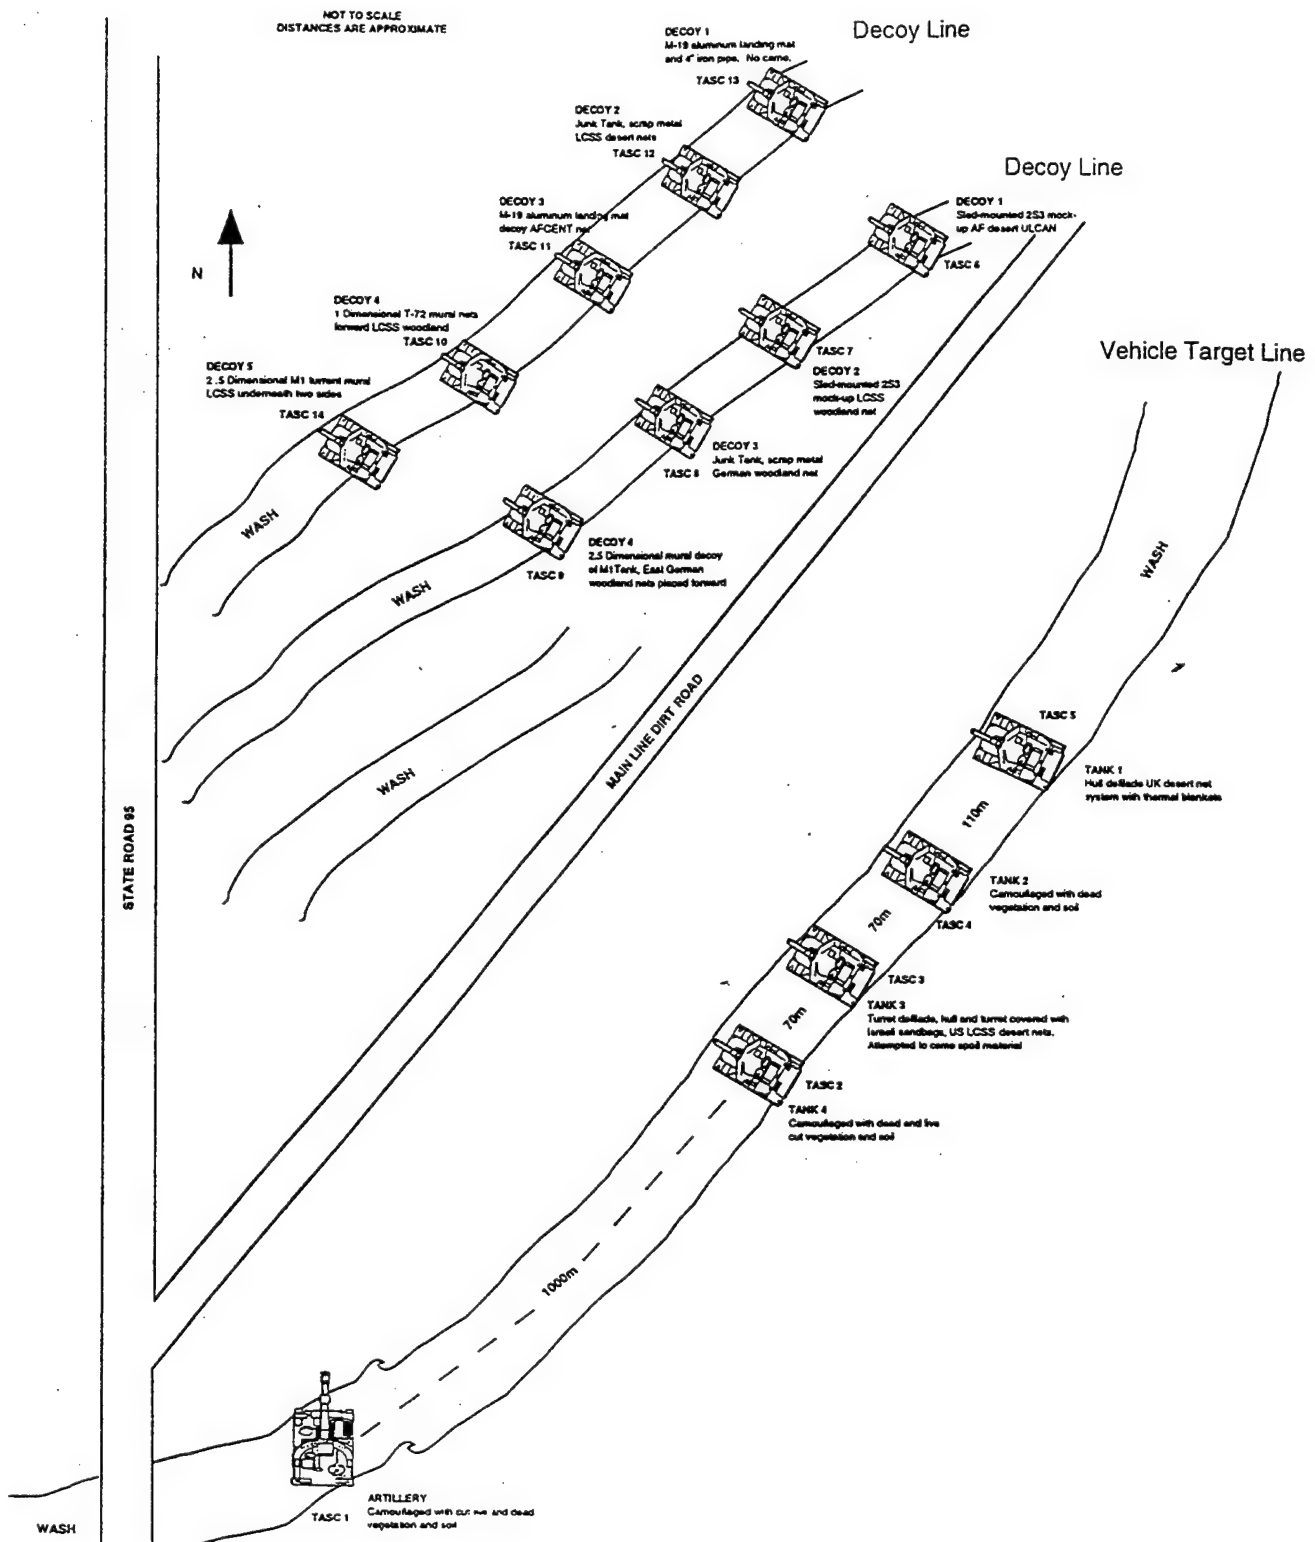 NOT TO SCALE
DISTANCES ARE APPROXIMATE
Decoy Line
DECOY 1
M-19 aluminum landing mat
and 4" iron pipe. No camo.
TASC 13
DECOY 2
Junk Tank, scrap metal
LCSS desert nets
TASC 12
DECOY 3
M-19 aluminum landing mat
decoy AFCENT net
TASC 11
DECOY 4
1 Dimensional T-72 mural nets
forward LCSS woodland
TASC 10
DECOY 5
2.5 Dimensional M1 turrent mural
LCSS underneath two sides
TASC 14
WASH
N
Decoy Line
DECOY 1
Sled-mounted 2S3 mock-
up AF desert ULCAN
TASC 6
TASC 7
DECOY 2
Sled-mounted 2S3
mock-up LCSS
woodland net
DECOY 3
Junk Tank, scrap metal
German woodland net
TASC 8
DECOY 4
2.5 Dimensional mural decoy
of M1Tank, East German
woodland nets placed forward
TASC 9
WASH
WASH
MAIN LINE DIRT ROAD
STATE ROAD 95
Vehicle Target Line
WASH
TASC 5
TANK 1
Hull defilade UK desert net
system with thermal blankets
110m
TANK 2
Camouflaged with dead
vegetation and soil
TASC 4
70m
TASC 3
TANK 3
Turret defilade, hull and turret covered with
Israeli sandbags, US LCSS desert nets.
Attempted to camo spoil material
70m
TASC 2
TANK 4
Camouflaged with dead and live
cut vegetation and soil
1000m
ARTILLERY
Camouflaged with cut live and dead
vegetation and soil
TASC 1
WASH